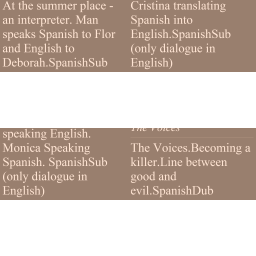 At the summer place -
an interpreter. Man
speaks Spanish to Flor
and English to
Deborah.SpanishSub
Cristina translating
Spanish into
English.SpanishSub
(only dialogue in
English)
speaking English.
Monica Speaking
Spanish. SpanishSub
(only dialogue in
English)
The Voices
The Voices.Becoming a
killer.Line between
good and
evil.SpanishDub